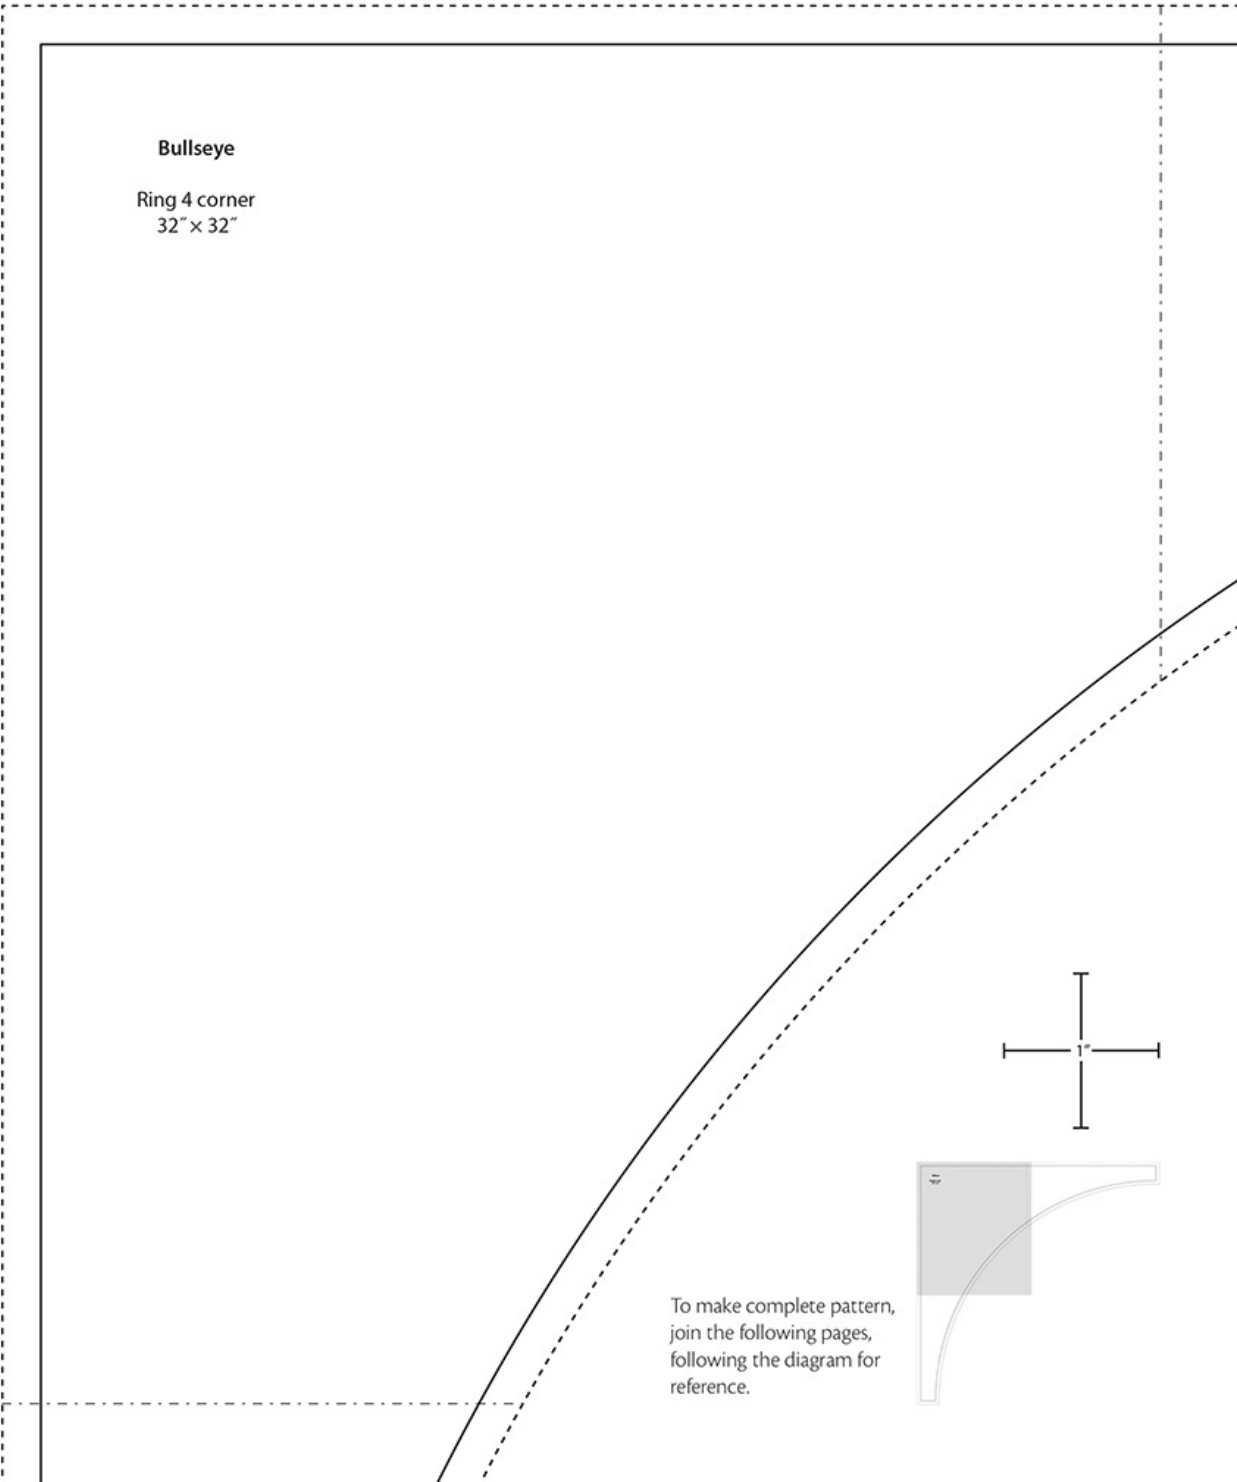 Bullseye
Ring 4 corner
32″ × 32″
1″
To make complete pattern,
join the following pages,
following the diagram for
reference.